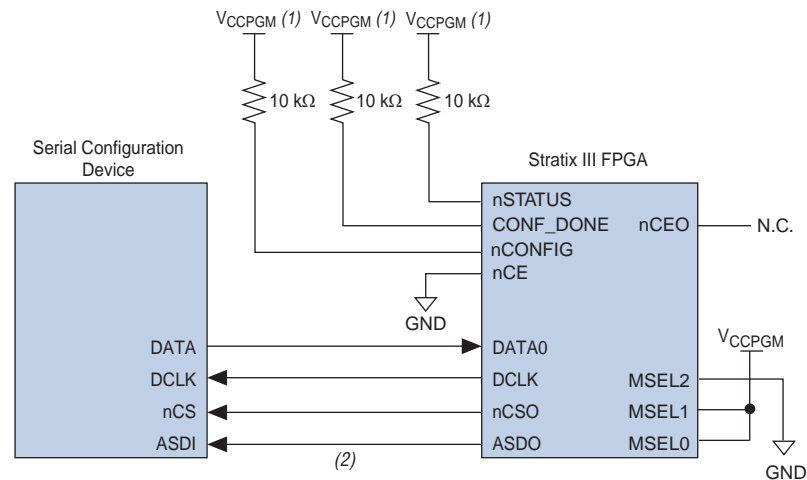 VCCPGM (1) VCCPGM (1) VCCPGM (1)
10 kΩ 10 kΩ 10 kΩ
Serial Configuration
Device
Stratix III FPGA
nSTATUS
CONF_DONE nCEO N.C.
nCONFIG
nCE
GND
VCCPGM
DATA DATA0
DCLK DCLK MSEL2
nCS nCSO MSEL1
ASDI ASDO MSEL0
(2)
GND